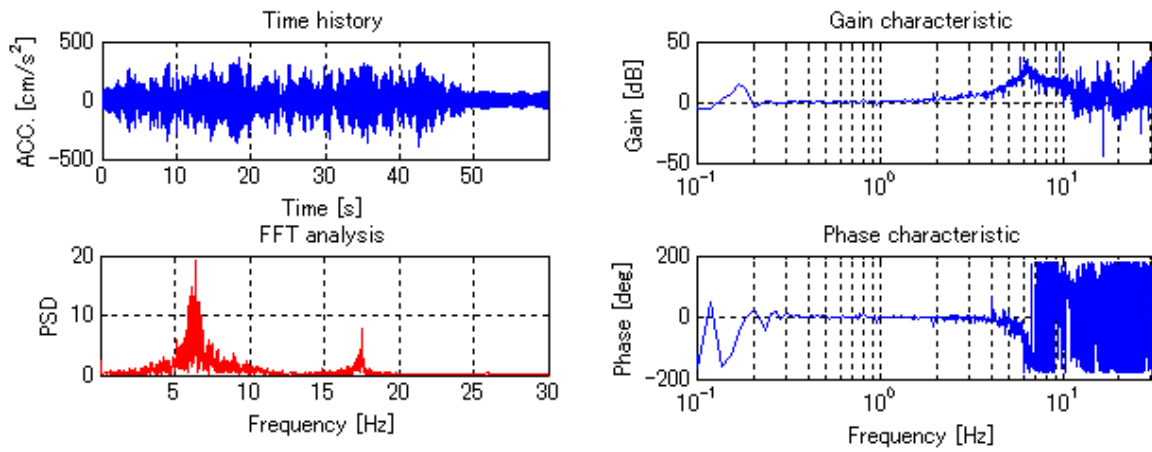 Time history
500
0
-500
ACC. [cm/s²]
0 10 20 30 40 50
Time [s]
Gain characteristic
50
0
-50
Gain [dB]
10⁻¹ 10⁰ 10¹
FFT analysis
20
10
0
PSD
0 5 10 15 20 25 30
Frequency [Hz]
Phase characteristic
200
0
-200
Phase [deg]
10⁻¹ 10⁰ 10¹
Frequency [Hz]